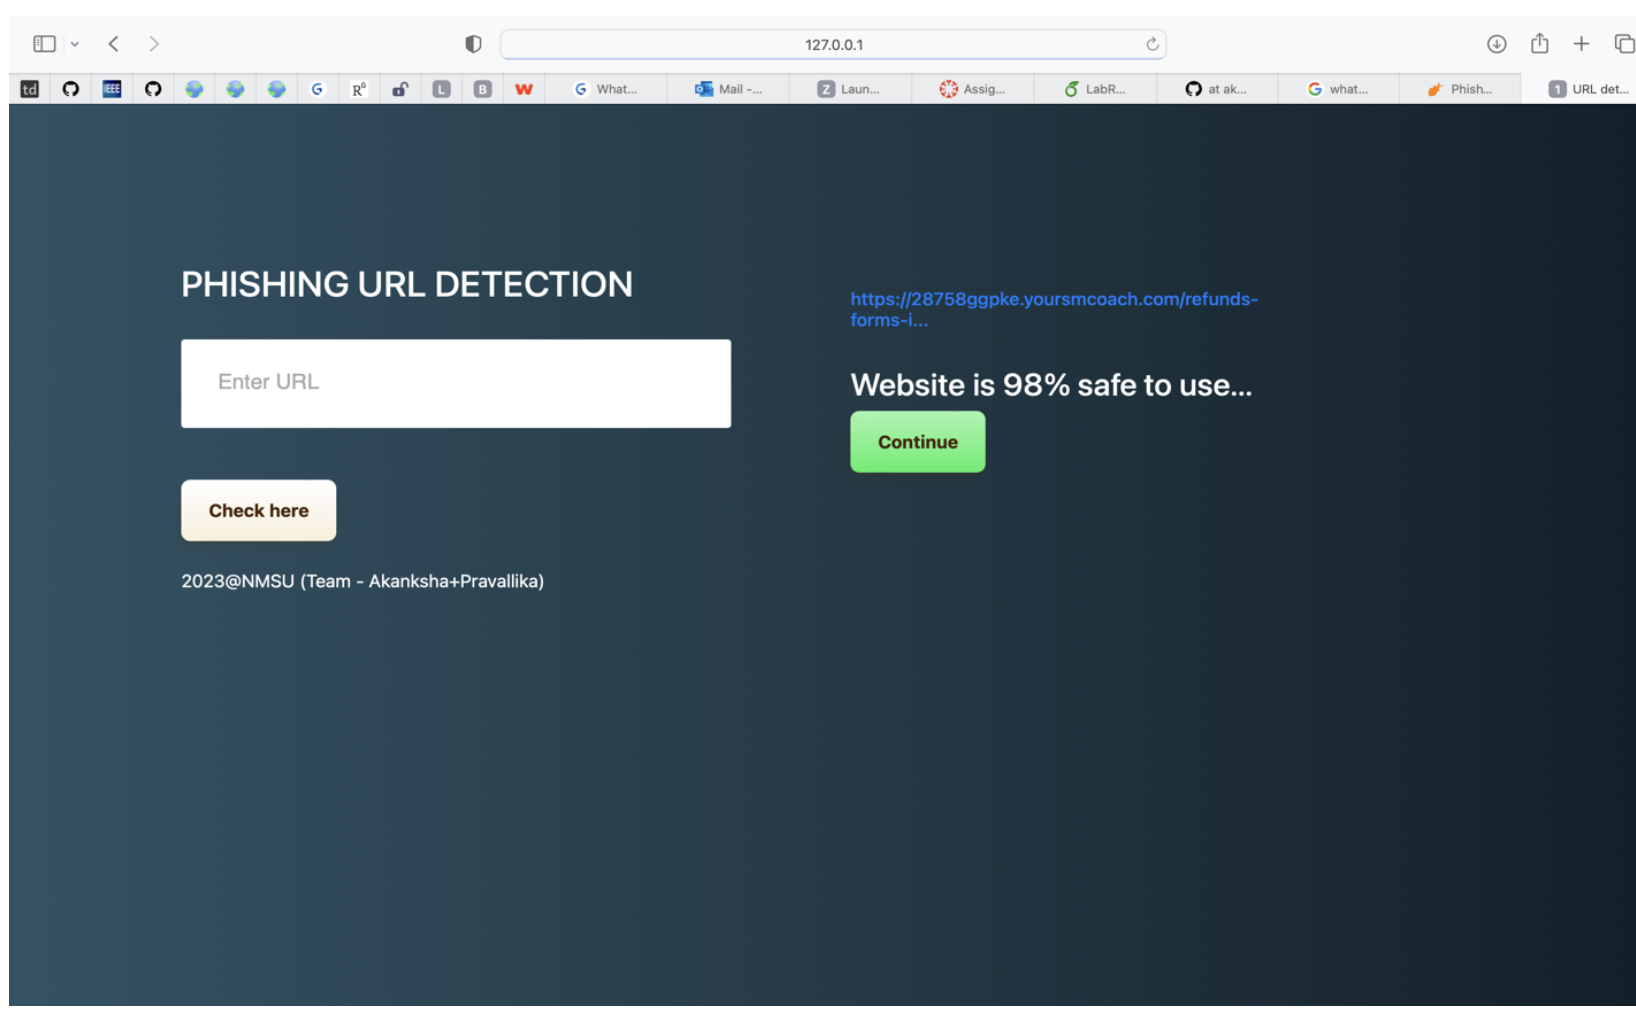 127.0.0.1
td
IEEE
G
R⁶
L
B
W
G What...
Mail -...
Z Laun...
Assig...
LabR...
at ak...
G what...
Phish...
1 URL det...
PHISHING URL DETECTION
Enter URL
Check here
2023@NMSU (Team - Akanksha+Pravallika)
https://28758ggpke.yoursmcoach.com/refunds-
forms-i...
Website is 98% safe to use...
Continue